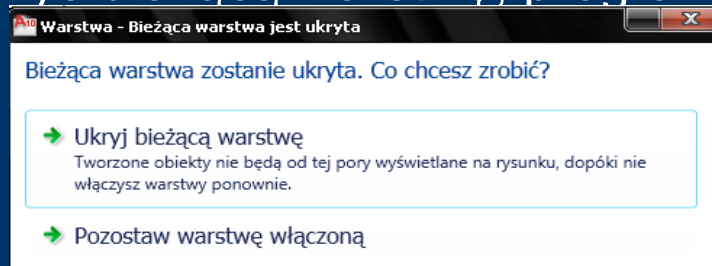 A10 Warstwa - Bieżąca warstwa jest ukryta
Bieżąca warstwa zostanie ukryta. Co chcesz zrobić?
Ukryj bieżącą warstwę
Tworzone obiekty nie będą od tej pory wyświetlane na rysunku, dopóki nie
włączysz warstwy ponownie.
Pozostaw warstwę włączoną